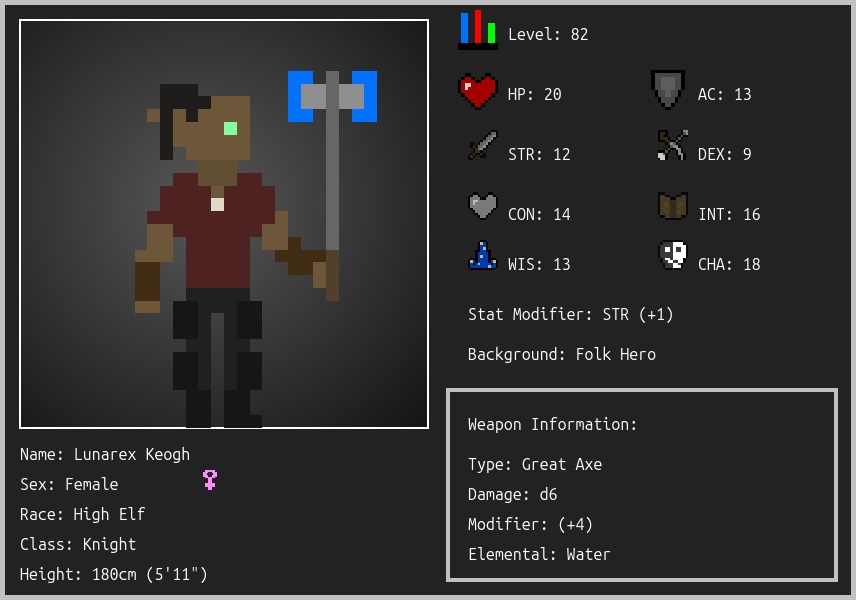 Level: 82
HP: 20 AC: 13
STR: 12 DEX: 9
CON: 14 INT: 16
WIS: 13 CHA: 18
Stat Modifier: STR (+1)
Background: Folk Hero
Weapon Information:
Type: Great Axe
Damage: d6
Modifier: (+4)
Elemental: Water
Name: Lunarex Keogh
Sex: Female
Race: High Elf
Class: Knight
Height: 180cm (5'11")